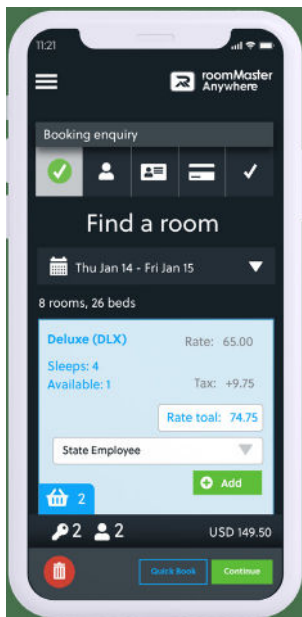 11:21
roomMaster
Anywhere
Booking enquiry
Find a room
Thu Jan 14 - Fri Jan 15
8 rooms, 26 beds
Deluxe (DLX)
Rate: 65.00
Sleeps: 4
Available: 1
Tax: +9.75
Rate toal: 74.75
State Employee
Add
2
2 2 USD 149.50
Quick Book
Continue